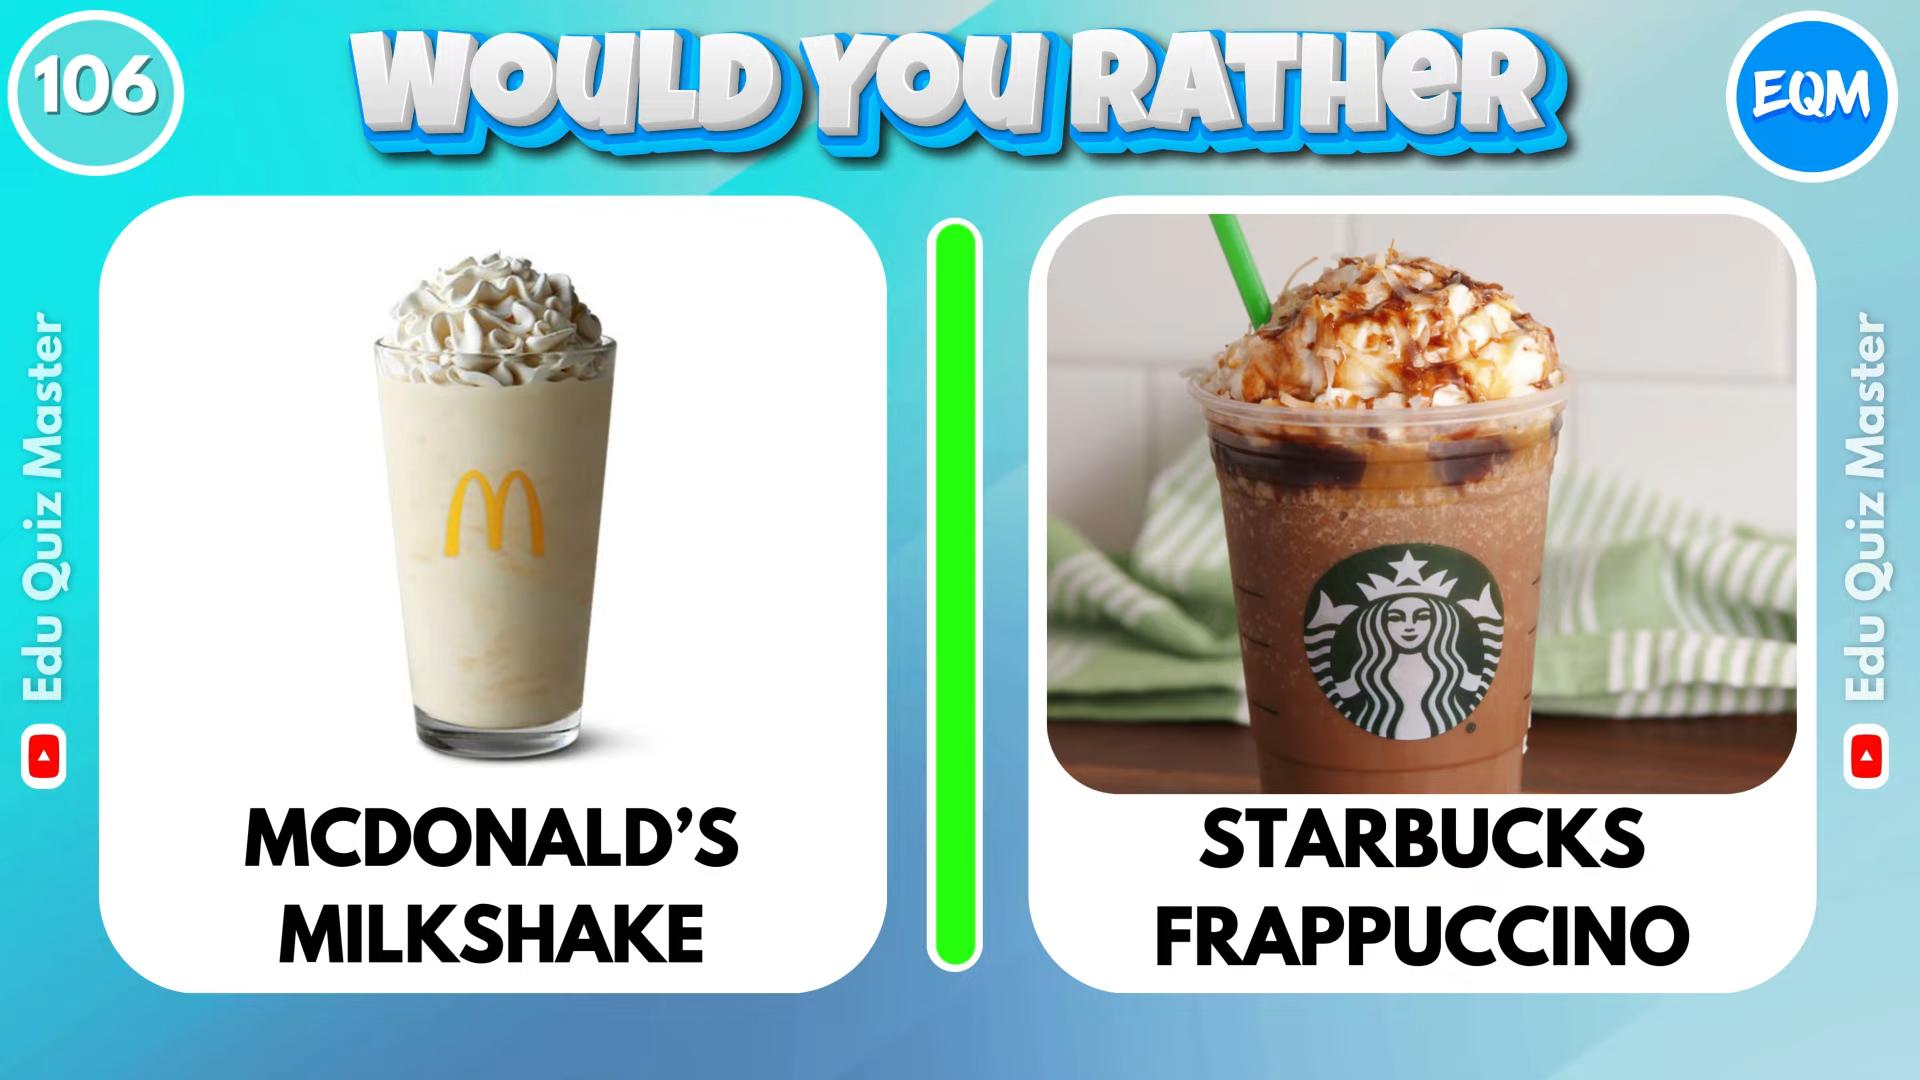 106
WOULD YOU RATHER
EQM
Edu Quiz Master
MCDONALD’S
MILKSHAKE
STARBUCKS
FRAPPUCCINO
Edu Quiz Master